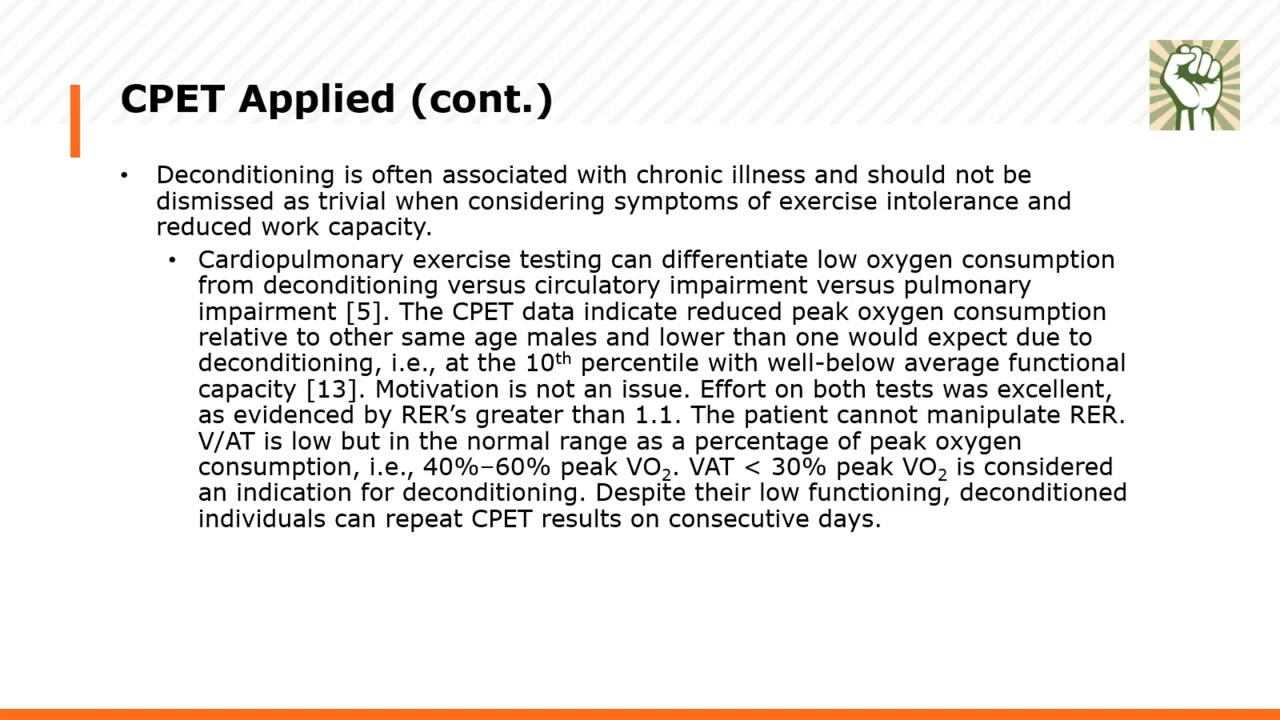 CPET Applied (cont.)
• Deconditioning is often associated with chronic illness and should not be
dismissed as trivial when considering symptoms of exercise intolerance and
reduced work capacity.
• Cardiopulmonary exercise testing can differentiate low oxygen consumption
from deconditioning versus circulatory impairment versus pulmonary
impairment [5]. The CPET data indicate reduced peak oxygen consumption
relative to other same age males and lower than one would expect due to
deconditioning, i.e., at the 10th percentile with well-below average functional
capacity [13]. Motivation is not an issue. Effort on both tests was excellent,
as evidenced by RER’s greater than 1.1. The patient cannot manipulate RER.
V/AT is low but in the normal range as a percentage of peak oxygen
consumption, i.e., 40%–60% peak VO2. VAT < 30% peak VO2 is considered
an indication for deconditioning. Despite their low functioning, deconditioned
individuals can repeat CPET results on consecutive days.